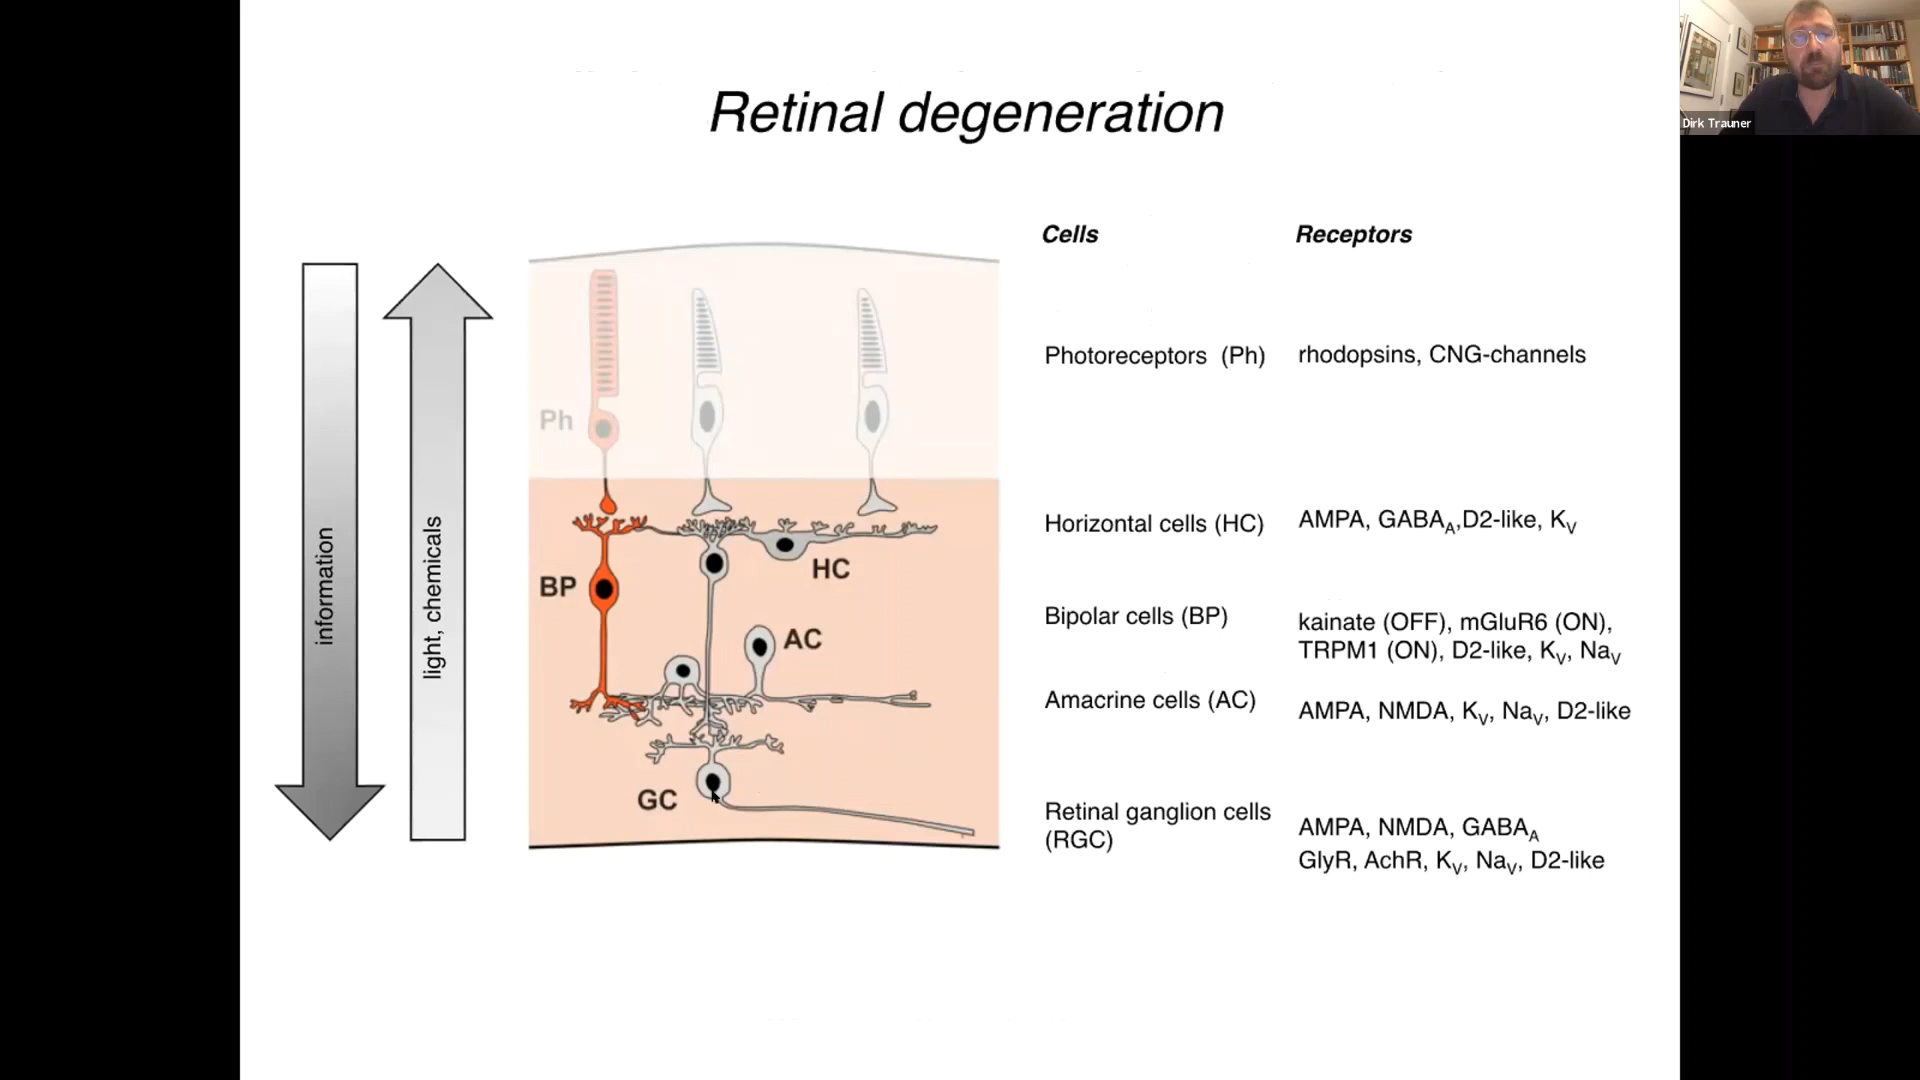 Dirk Trauner
Retinal degeneration
Cells
Receptors
information
light, chemicals
Ph
BP
HC
AC
GC
Photoreceptors (Ph)
rhodopsins, CNG-channels
Horizontal cells (HC)
AMPA, GABAA,D2-like, KV
Bipolar cells (BP)
kainate (OFF), mGluR6 (ON),
TRPM1 (ON), D2-like, KV, NaV
Amacrine cells (AC)
AMPA, NMDA, KV, NaV, D2-like
Retinal ganglion cells
(RGC)
AMPA, NMDA, GABAA
GlyR, AchR, KV, NaV, D2-like